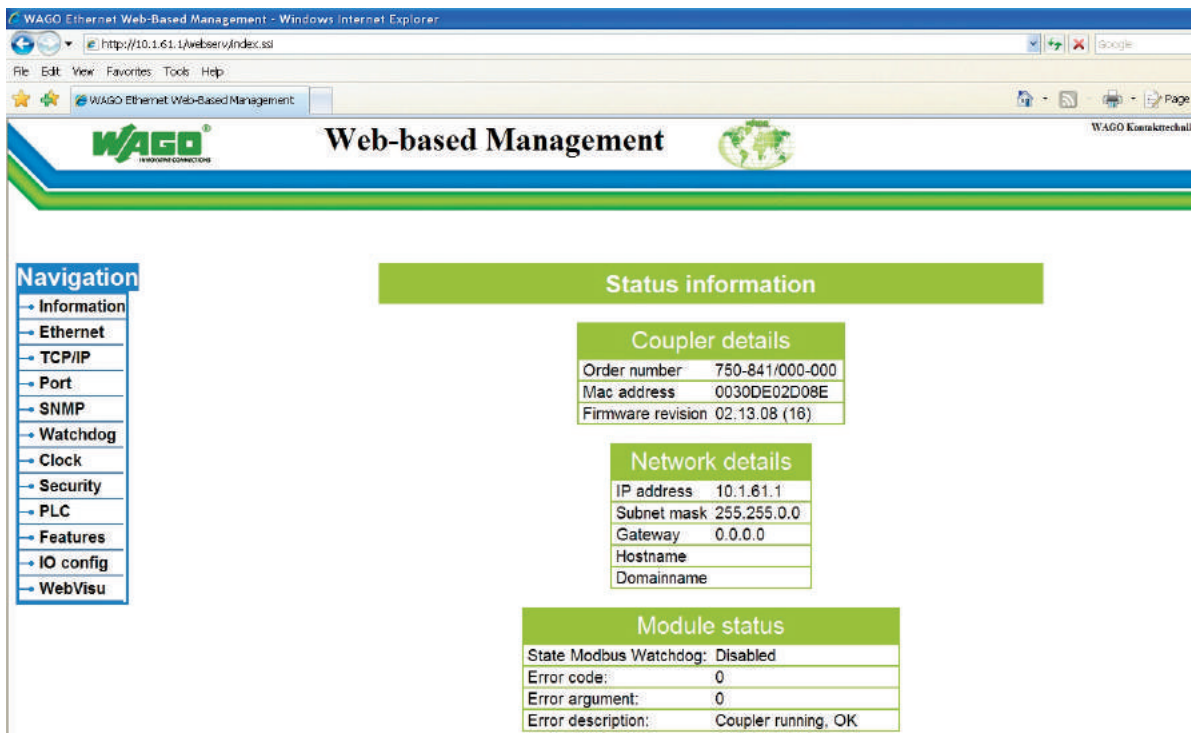 WAGO Ethernet Web-Based Management - Windows Internet Explorer
http://10.1.61.1/webserv/index.ssi
Google
File Edit View Favorites Tools Help
WAGO Ethernet Web-Based Management
Page
WAGO®
INNOVATIVE CONNECTIONS
Web-based Management
WAGO Kontakttechnik
Navigation
Information
Ethernet
TCP/IP
Port
SNMP
Watchdog
Clock
Security
PLC
Features
IO config
WebVisu
Status information
Coupler details
Order number 750-841/000-000
Mac address 0030DE02D08E
Firmware revision 02.13.08 (16)
Network details
IP address 10.1.61.1
Subnet mask 255.255.0.0
Gateway 0.0.0.0
Hostname
Domainname
Module status
State Modbus Watchdog: Disabled
Error code: 0
Error argument: 0
Error description: Coupler running, OK